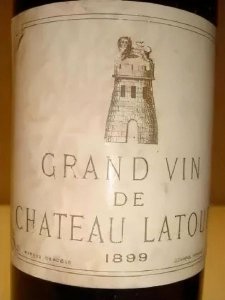 GRAND VIN
DE
CHATEAU LATOU
1899